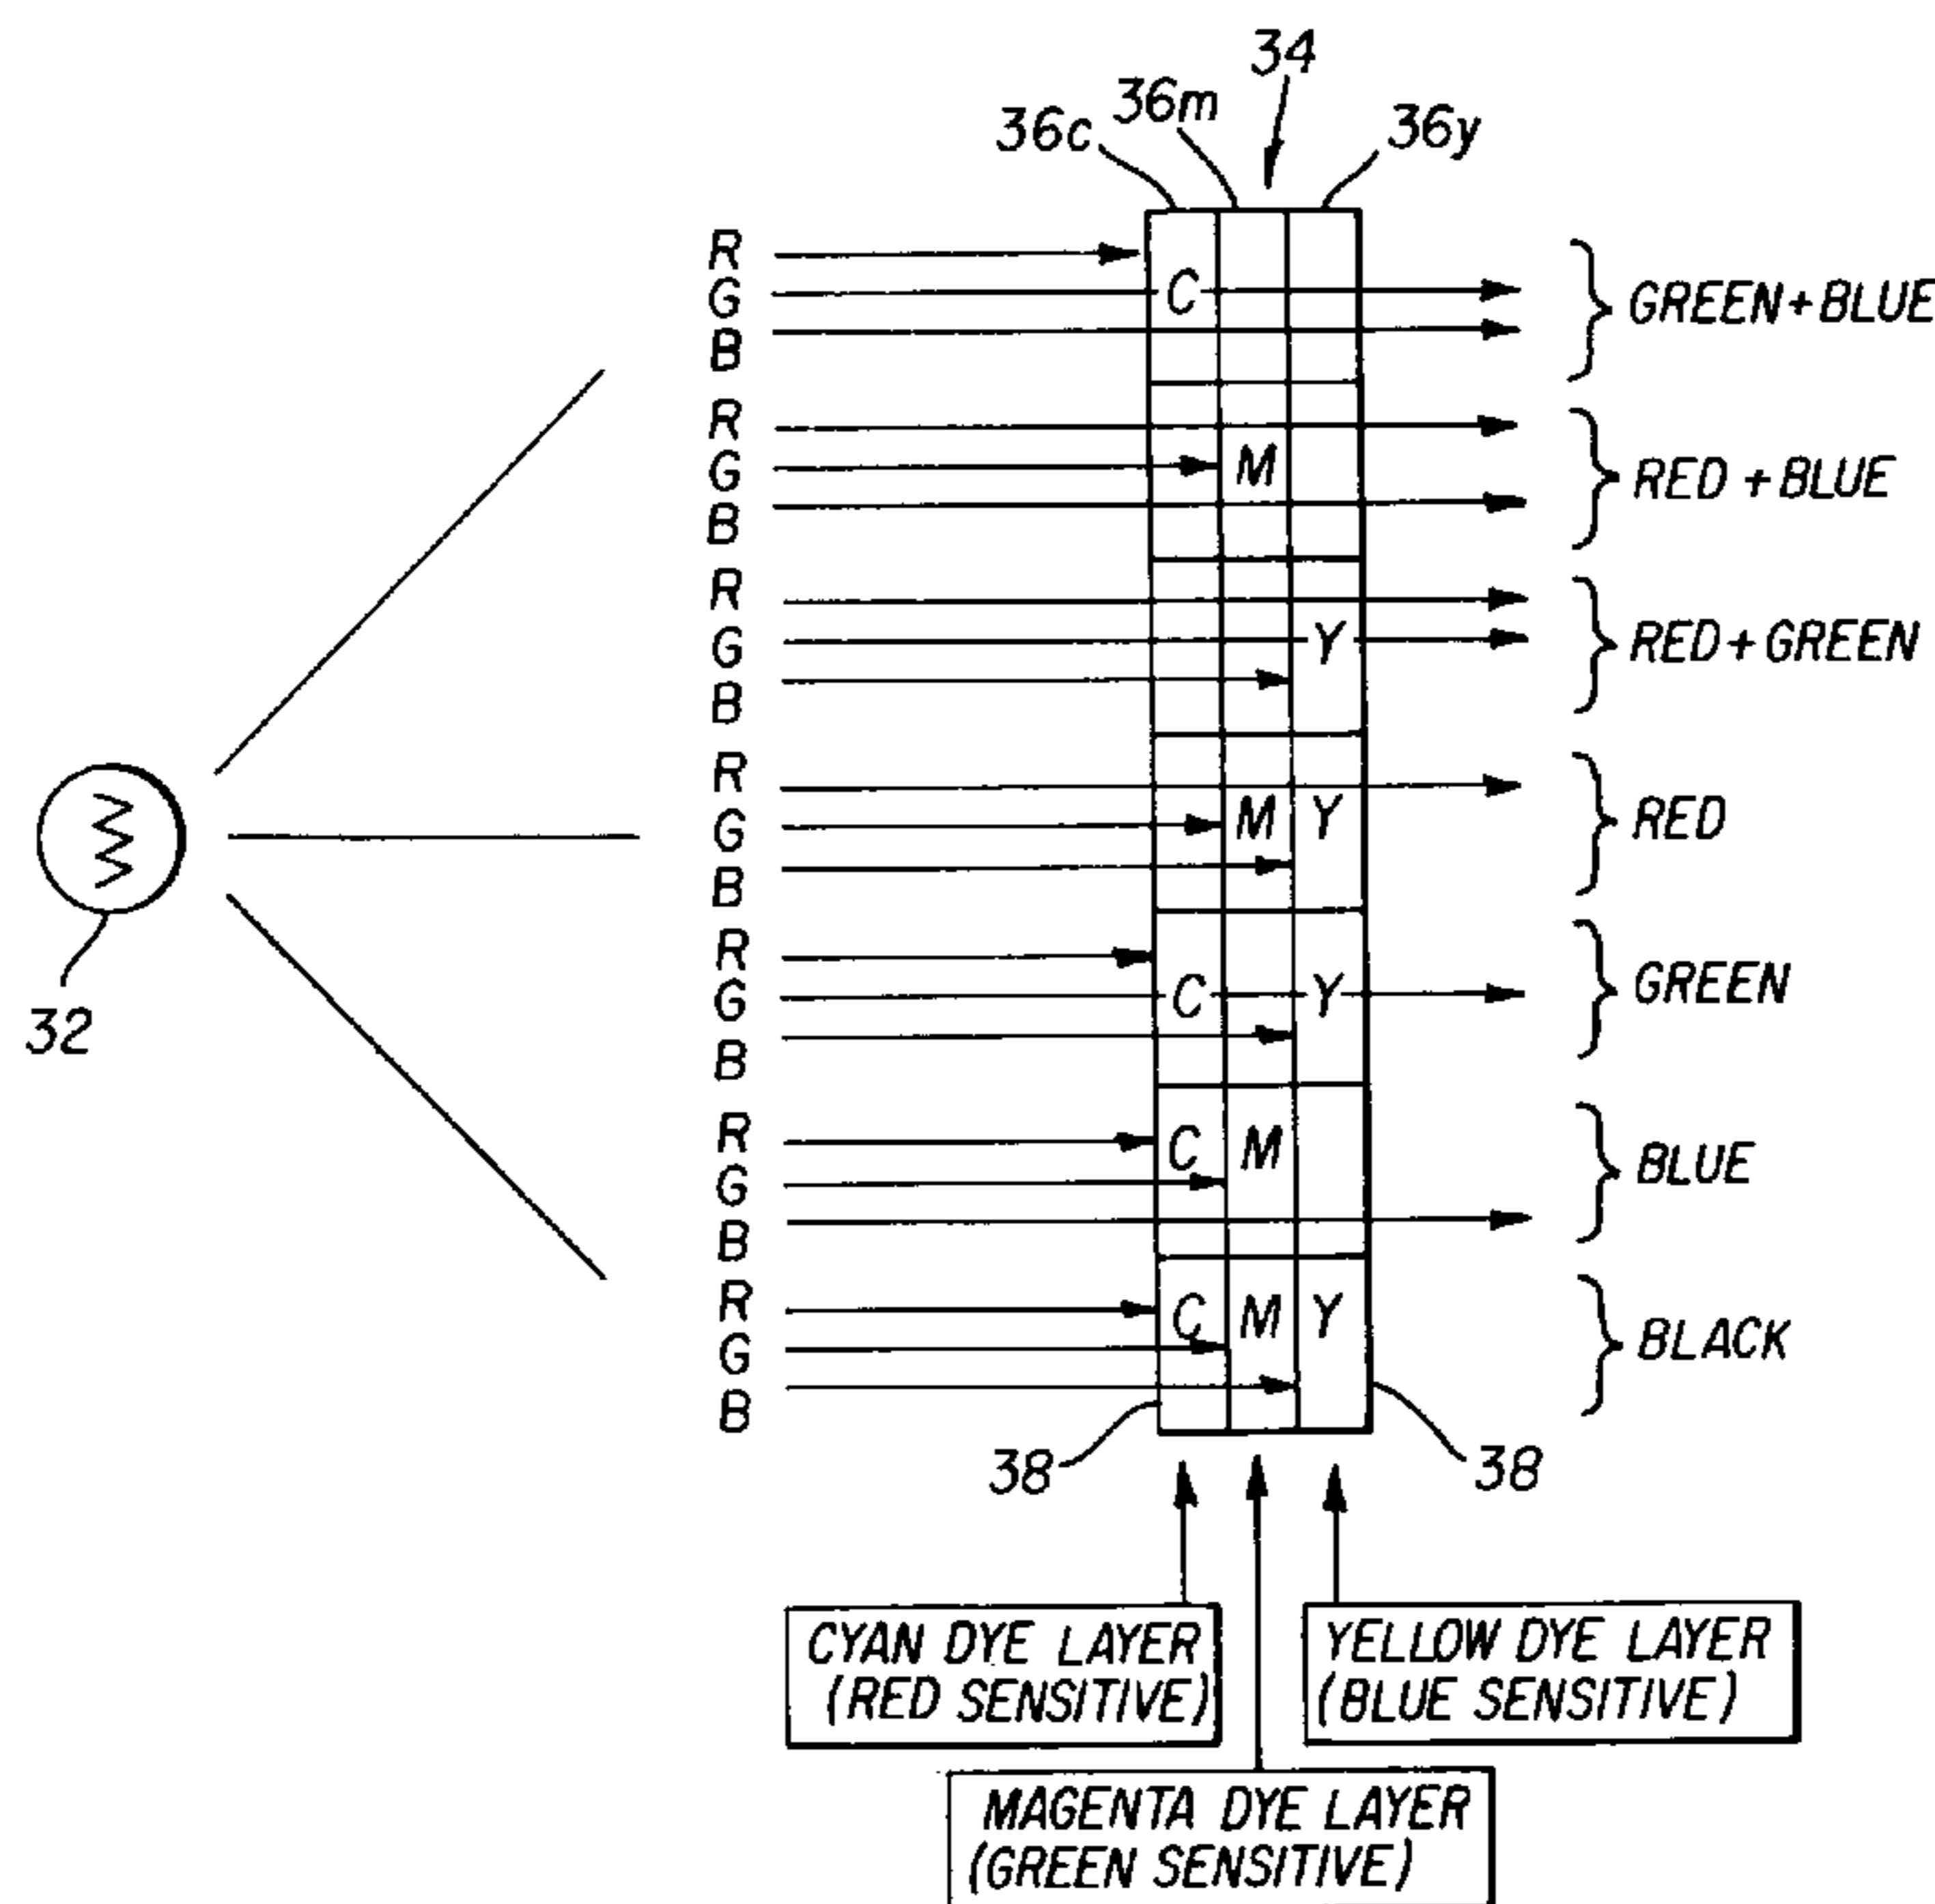 34
36m
36c
36y
R
G C
B
GREEN+BLUE
R
G M
B
RED +BLUE
R
G Y
B
RED+GREEN
R
G M Y
B
RED
R
G C Y
B
GREEN
32
R C M
G
B
BLUE
R C M Y
G
B
BLACK
38
38
CYAN DYE LAYER
(RED SENSITIVE)
YELLOW DYE LAYER
(BLUE SENSITIVE)
MAGENTA DYE LAYER
(GREEN SENSITIVE)